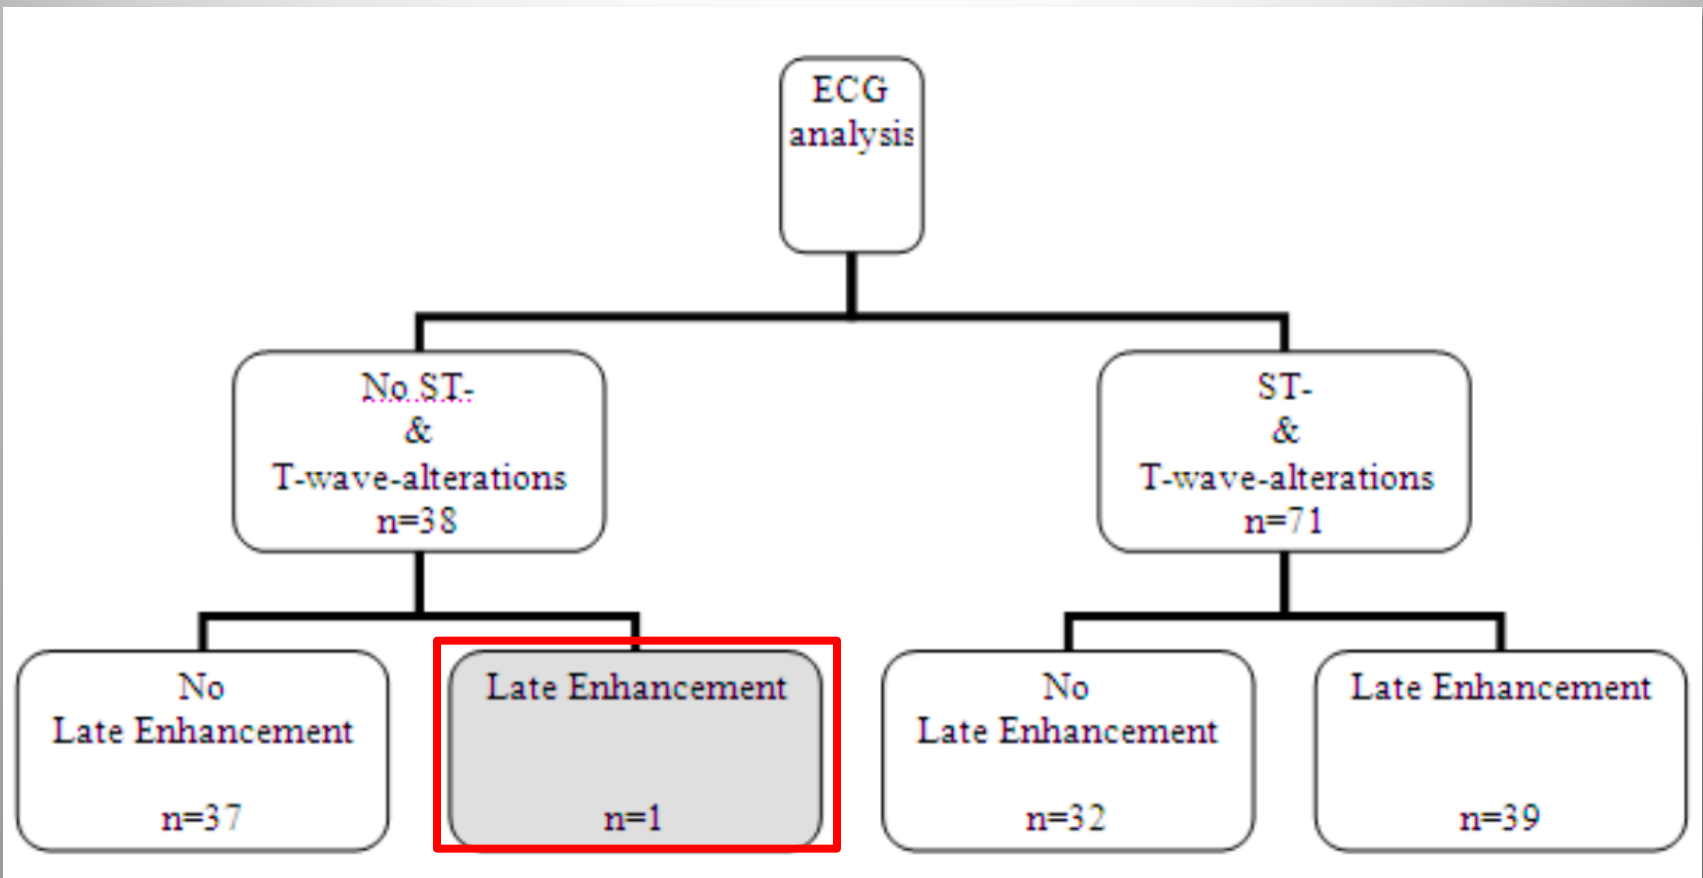 ECG
analysis
No ST-
&
T-wave-alterations
n=38
ST-
&
T-wave-alterations
n=71
No
Late Enhancement
n=37
Late Enhancement
n=1
No
Late Enhancement
n=32
Late Enhancement
n=39